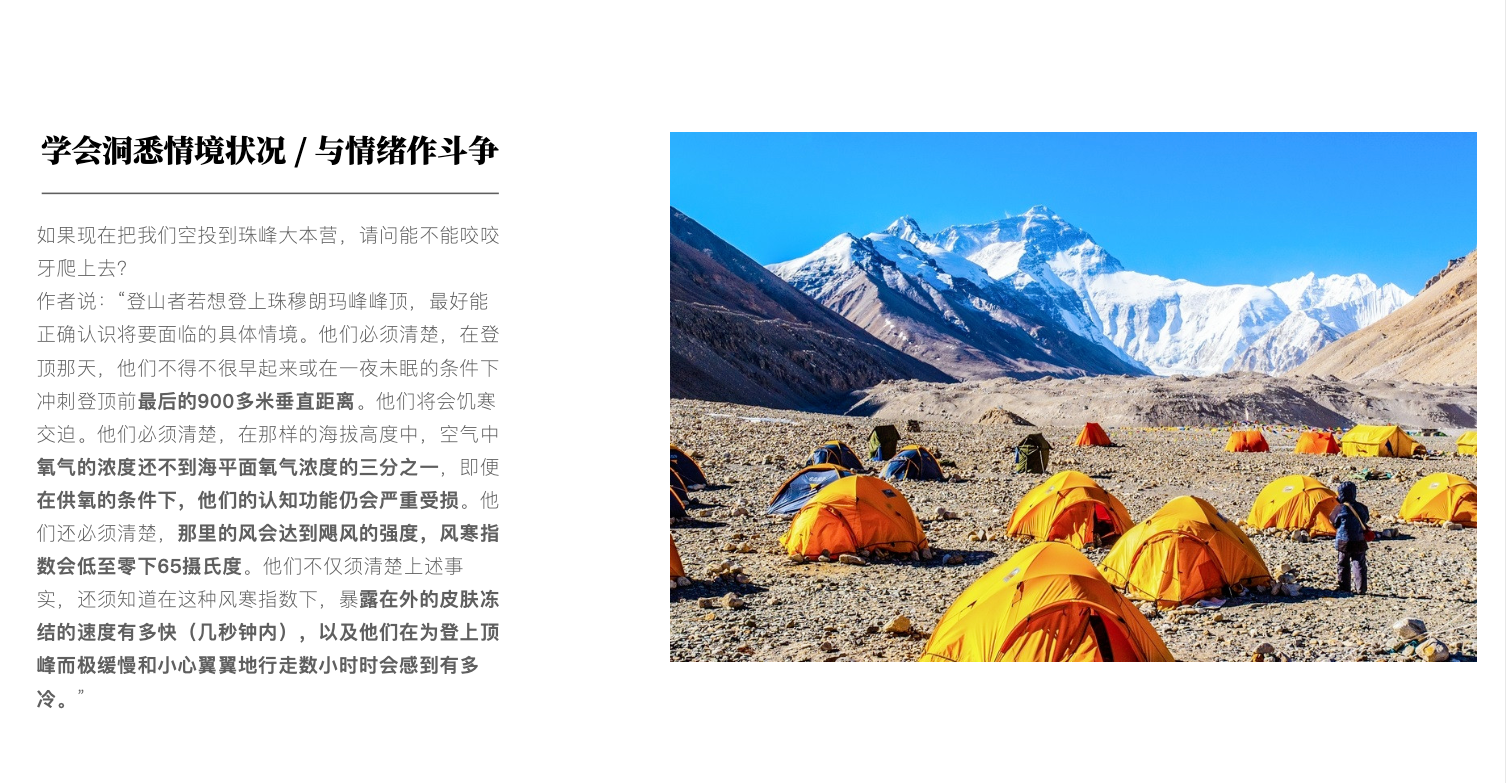 学会洞悉情境状况 / 与情绪作斗争
如果现在把我们空投到珠峰大本营，请问能不能咬咬
牙爬上去？
作者说：“登山者若想登上珠穆朗玛峰峰顶，最好能
正确认识将要面临的具体情境。他们必须清楚，在登
顶那天，他们不得不很早起来或在一夜未眠的条件下
冲刺登顶前最后的900多米垂直距离。他们将会饥寒
交迫。他们必须清楚，在那样的海拔高度中，空气中
氧气的浓度还不到海平面氧气浓度的三分之一，即便
在供氧的条件下，他们的认知功能仍会严重受损。他
们还必须清楚，那里的风会达到飓风的强度，风寒指
数会低至零下65摄氏度。他们不仅须清楚上述事
实，还须知道在这种风寒指数下，暴露在外的皮肤冻
结的速度有多快（几秒钟内），以及他们在为登上顶
峰而极缓慢和小心翼翼地行走数小时时会感到有多
冷。”